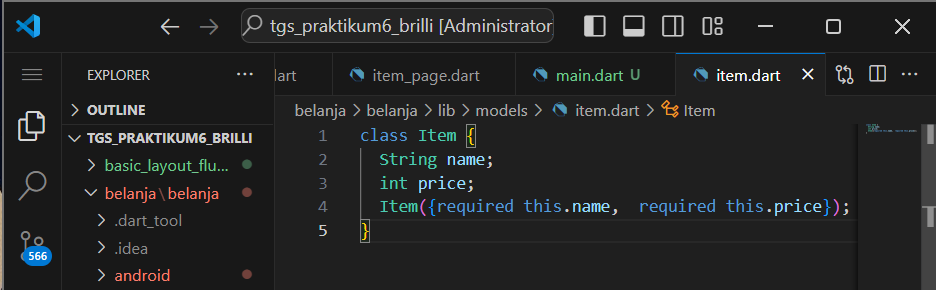 tgs_praktikum6_brilli [Administrator
EXPLORER
OUTLINE
TGS_PRAKTIKUM6_BRILLI
basic_layout_flu...
belanja\belanja
.dart_tool
.idea
android
566
dart
item_page.dart
main.dart U
item.dart
belanja > belanja > lib > models > item.dart > Item
1 class Item {
2 String name;
3 int price;
4 Item({required this.name,  required this.price});
5 }